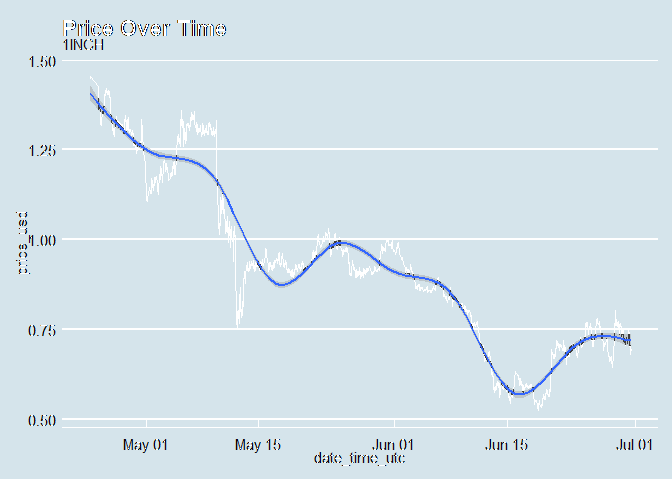 Price Over Time
1INCH
1.50
1.25
1.00
0.75
0.50
price_usd
May 01
May 15
Jun 01
Jun 15
Jul 01
date_time_utc